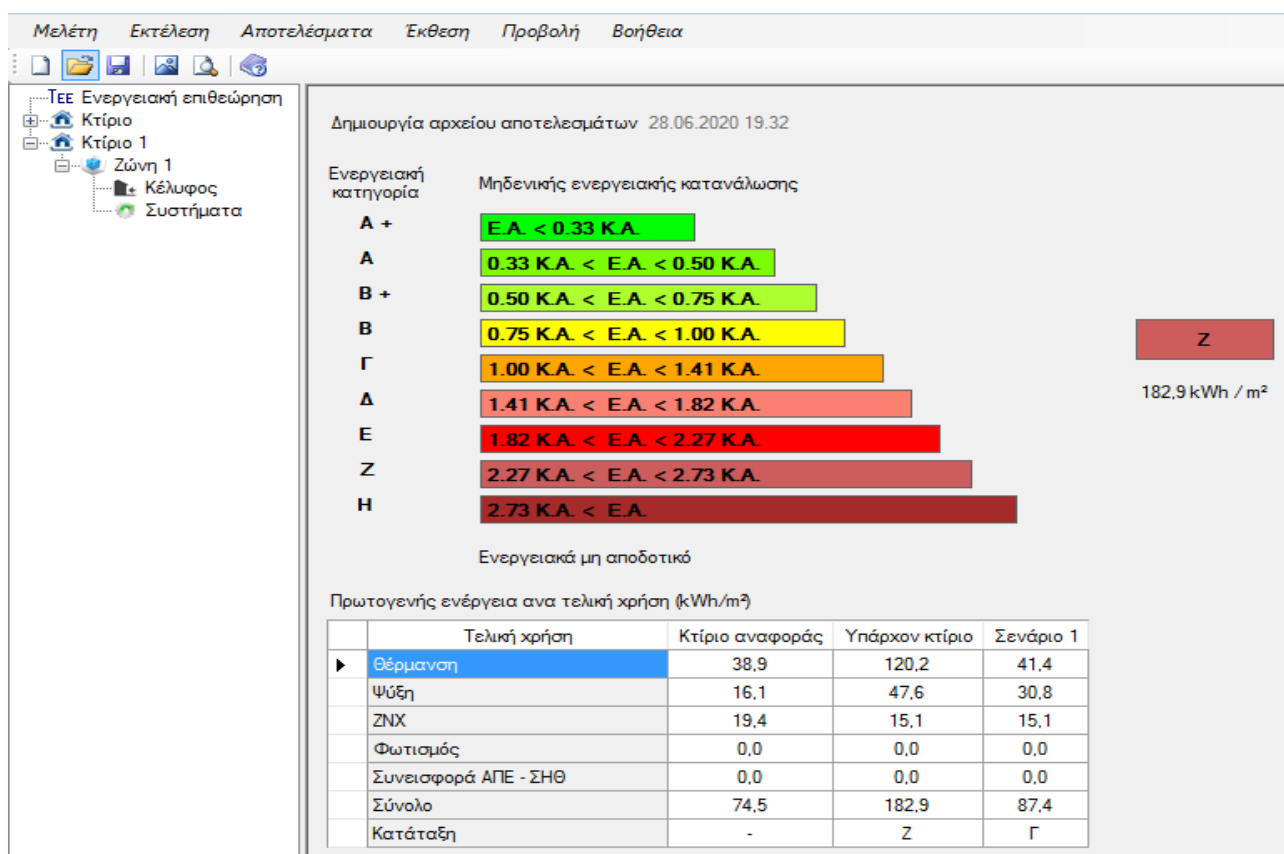 Μελέτη Εκτέλεση Αποτελέσματα Έκθεση Προβολή Βοήθεια
ΤΕΕ Ενεργειακή επιθεώρηση
Κτίριο
Κτίριο 1
Ζώνη 1
Κέλυφος
Συστήματα
Δημιουργία αρχείου αποτελεσμάτων 28.06.2020 19.32
Ενεργειακή
κατηγορία
Μηδενικής ενεργειακής κατανάλωσης
Α + Ε.Α. < 0.33 Κ.Α.
Α 0.33 Κ.Α. < Ε.Α. < 0.50 Κ.Α.
Β + 0.50 Κ.Α. < Ε.Α. < 0.75 Κ.Α.
Β 0.75 Κ.Α. < Ε.Α. < 1.00 Κ.Α.
Γ 1.00 Κ.Α. < Ε.Α. < 1.41 Κ.Α.
Δ 1.41 Κ.Α. < Ε.Α. < 1.82 Κ.Α.
Ε 1.82 Κ.Α. < Ε.Α. < 2.27 Κ.Α.
Ζ 2.27 Κ.Α. < Ε.Α. < 2.73 Κ.Α.
Η 2.73 Κ.Α. < Ε.Α.
Ζ
182,9 kWh / m²
Ενεργειακά μη αποδοτικό
Πρωτογενής ενέργεια ανα τελική χρήση (kWh/m²)
Τελική χρήση Κτίριο αναφοράς Υπάρχον κτίριο Σενάριο 1
Θέρμανση 38,9 120,2 41,4
Ψύξη 16,1 47,6 30,8
ΖΝΧ 19,4 15,1 15,1
Φωτισμός 0,0 0,0 0,0
Συνεισφορά ΑΠΕ - ΣΗΘ 0,0 0,0 0,0
Σύνολο 74,5 182,9 87,4
Κατάταξη - Ζ Γ